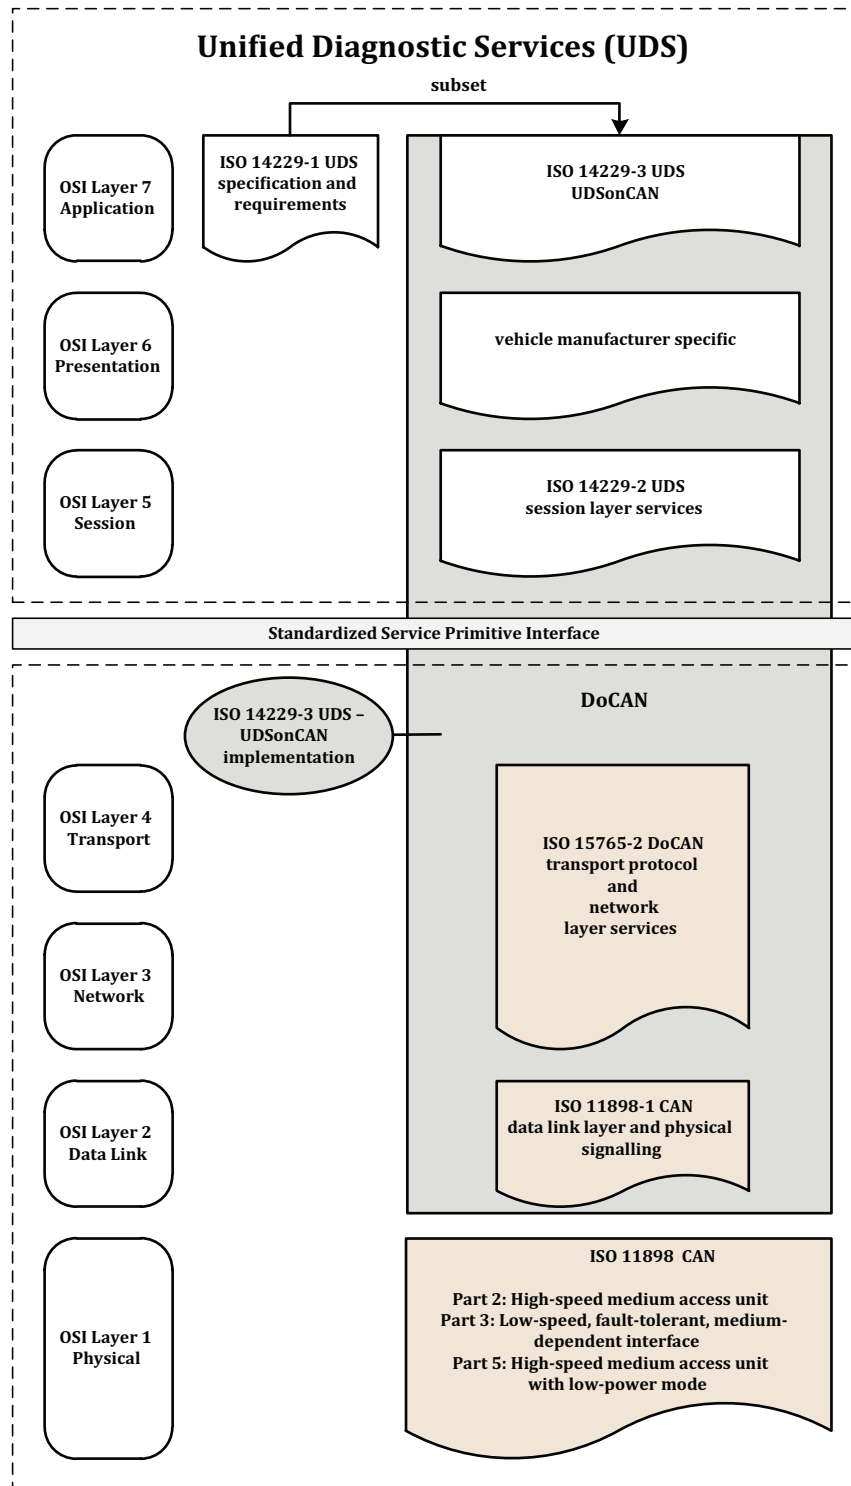 Unified Diagnostic Services (UDS)
subset
OSI Layer 7
Application
ISO 14229-1 UDS
specification and
requirements
ISO 14229-3 UDS
UDSonCAN
OSI Layer 6
Presentation
vehicle manufacturer specific
OSI Layer 5
Session
ISO 14229-2 UDS
session layer services
Standardized Service Primitive Interface
ISO 14229-3 UDS –
UDSonCAN
implementation
DoCAN
OSI Layer 4
Transport
ISO 15765-2 DoCAN
transport protocol
and
network
layer services
OSI Layer 3
Network
OSI Layer 2
Data Link
ISO 11898-1 CAN
data link layer and physical
signalling
OSI Layer 1
Physical
ISO 11898 CAN
Part 2: High-speed medium access unit
Part 3: Low-speed, fault-tolerant, medium-
dependent interface
Part 5: High-speed medium access unit
with low-power mode